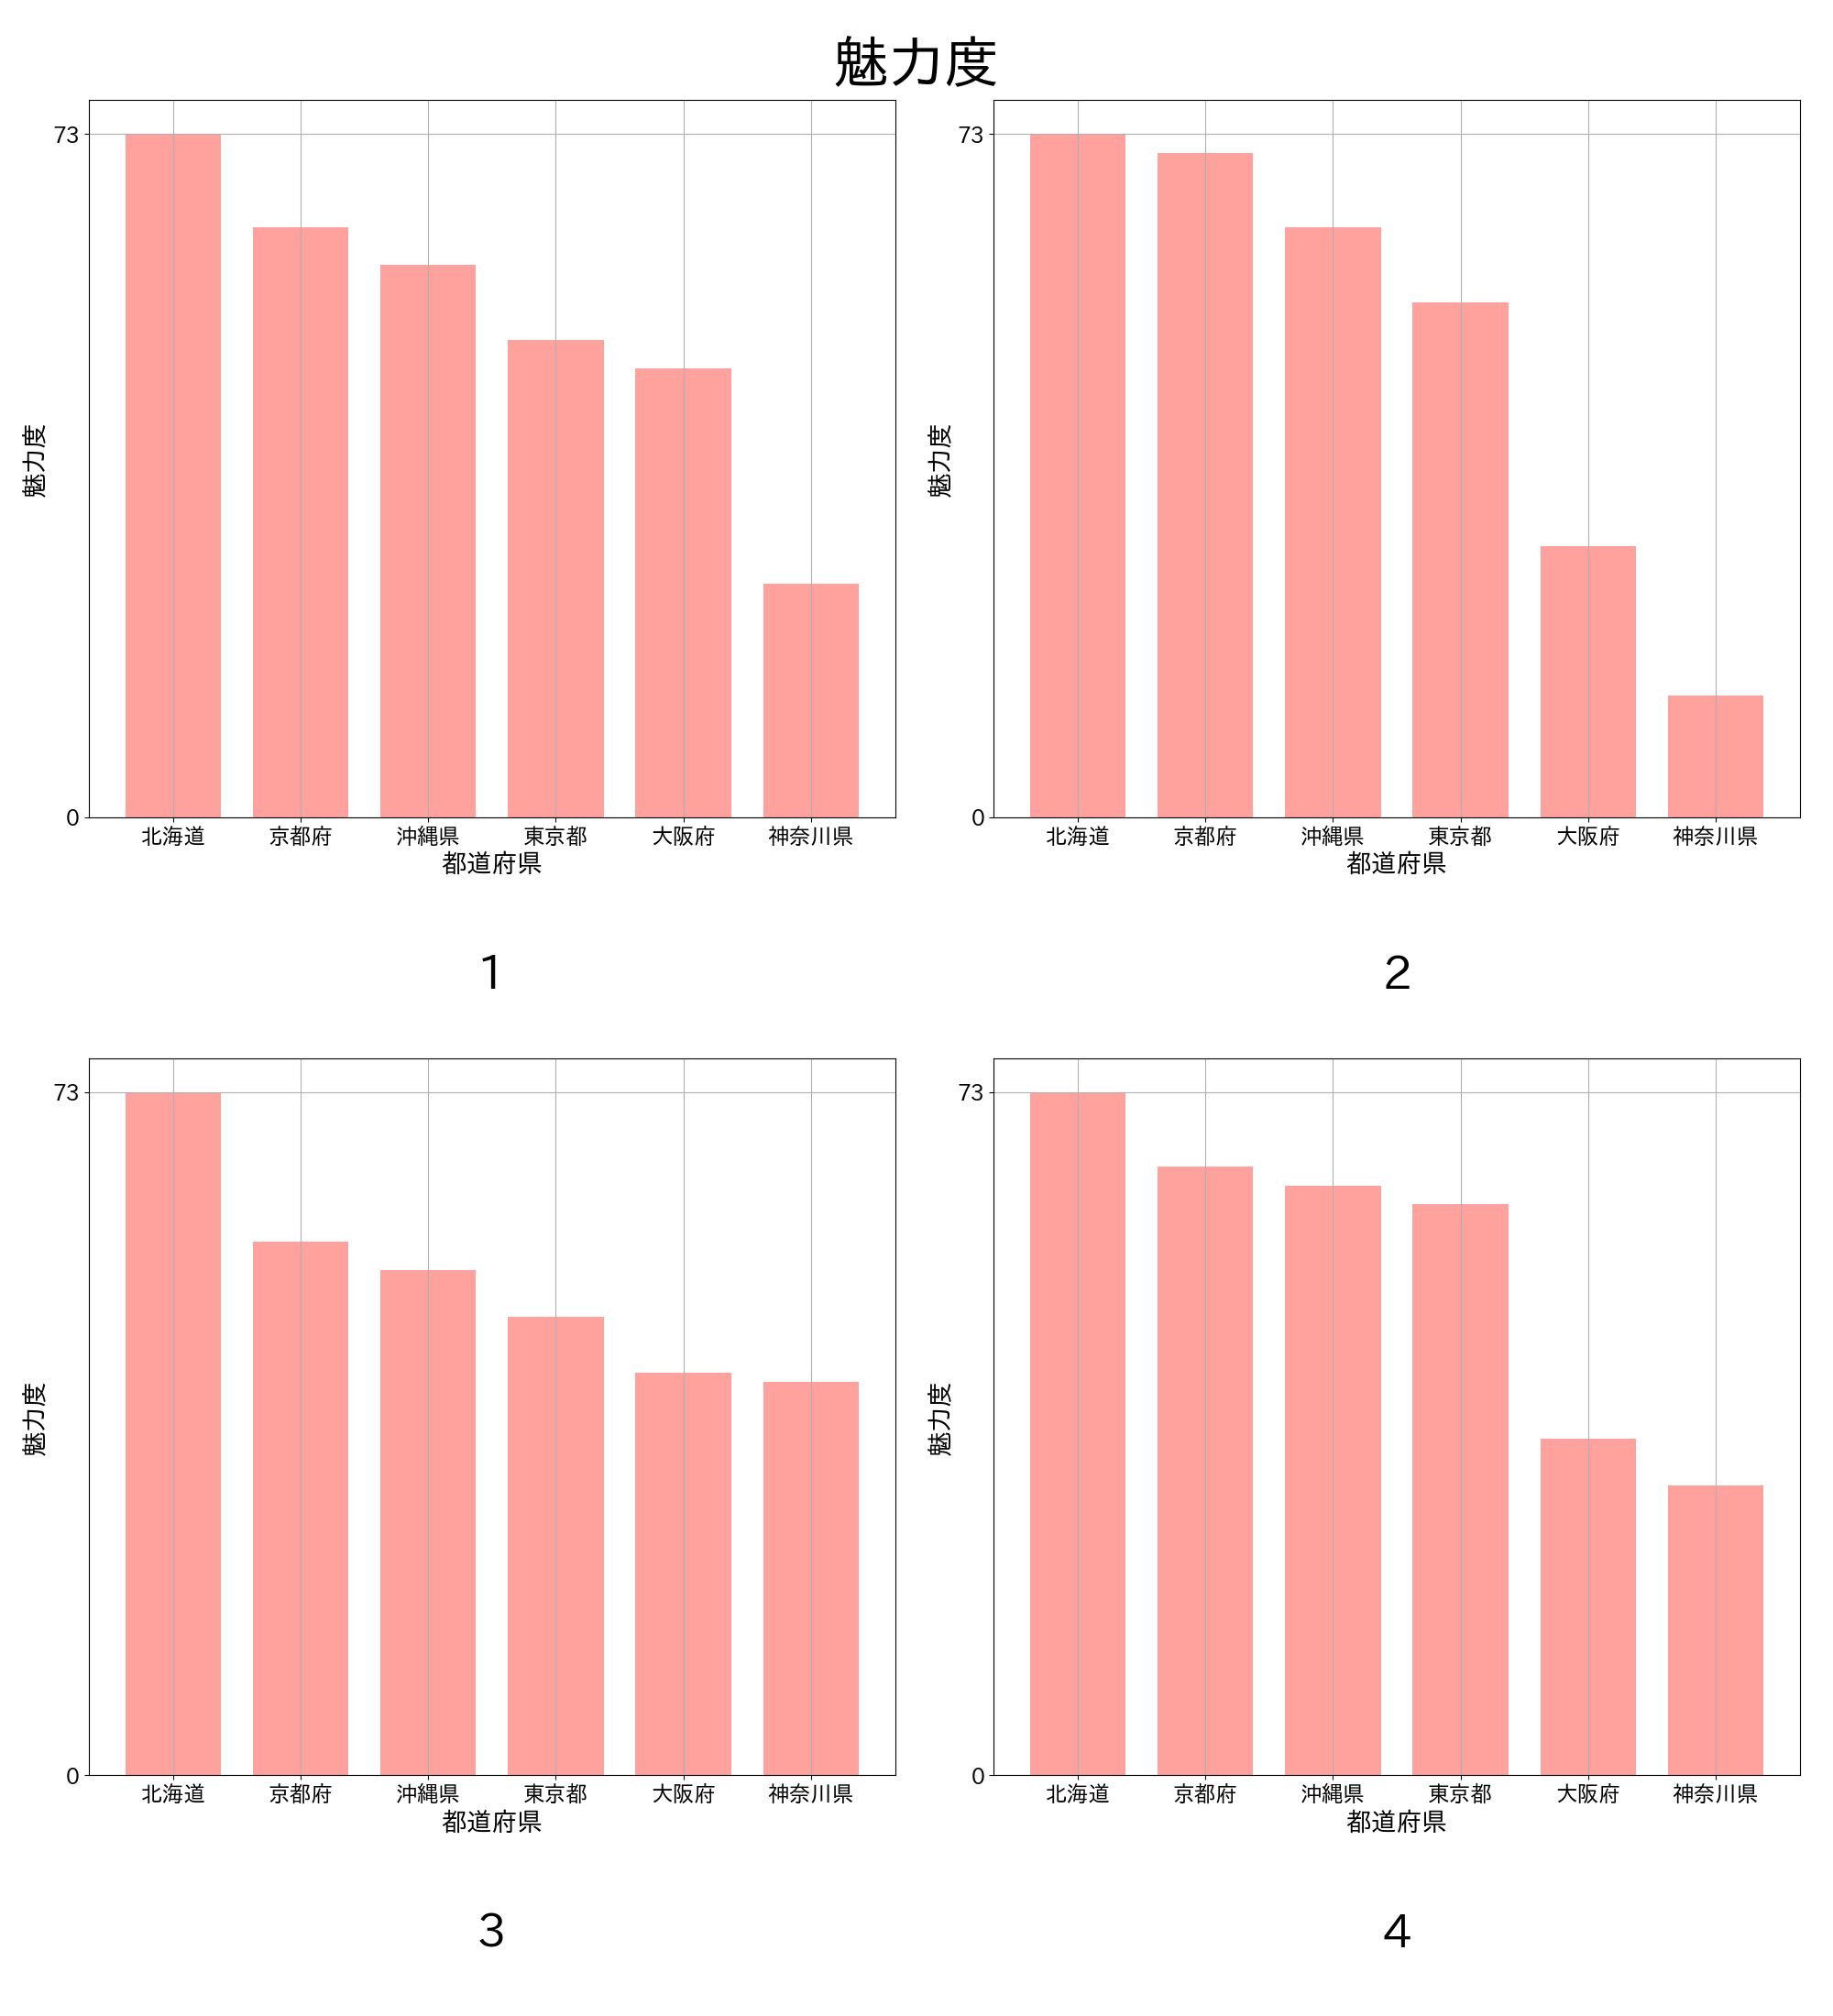 魅力度
73
0
魅力度
北海道 京都府 沖縄県 東京都 大阪府 神奈川県
都道府県
1
73
0
魅力度
北海道 京都府 沖縄県 東京都 大阪府 神奈川県
都道府県
2
73
0
魅力度
北海道 京都府 沖縄県 東京都 大阪府 神奈川県
都道府県
3
73
0
魅力度
北海道 京都府 沖縄県 東京都 大阪府 神奈川県
都道府県
4